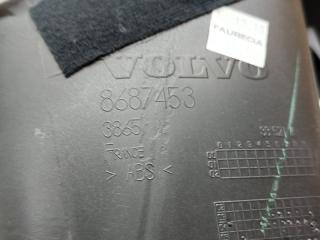 FAURECIA
VOLVO
8687453
3865
FRANCE
> ABS <